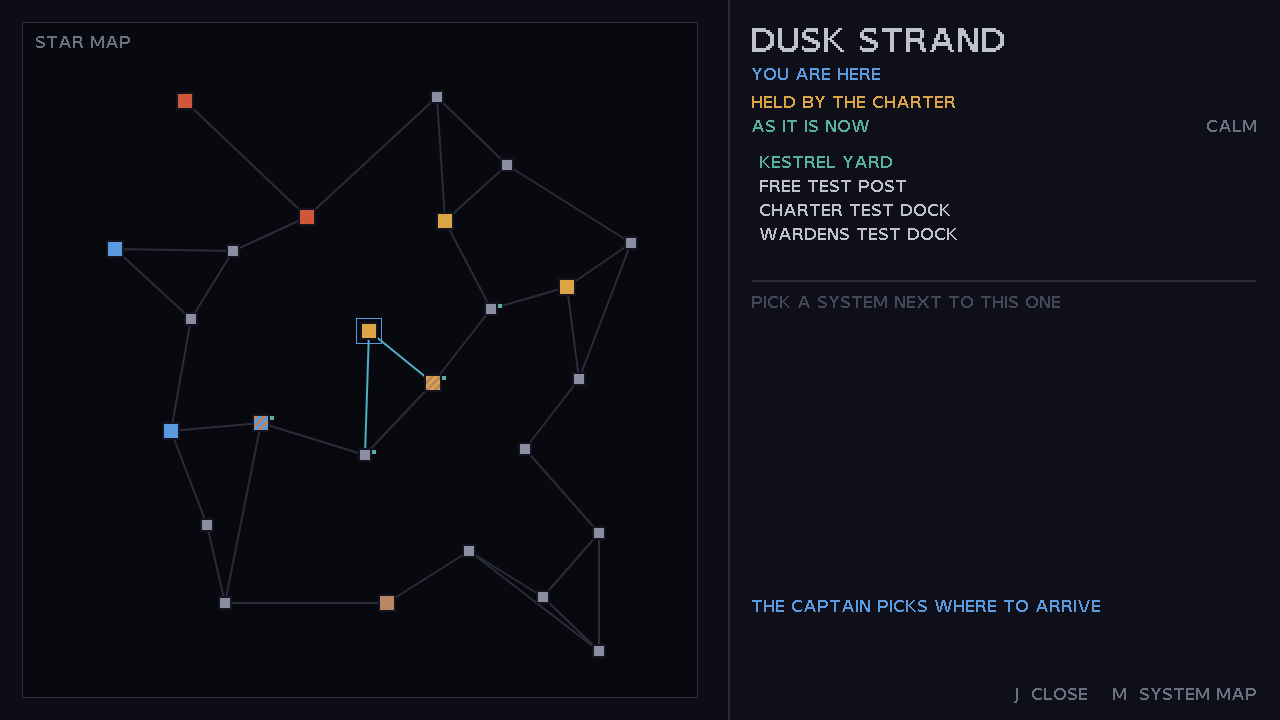 STAR MAP
DUSK STRAND
YOU ARE HERE
HELD BY THE CHARTER
AS IT IS NOW
CALM
KESTREL YARD
FREE TEST POST
CHARTER TEST DOCK
WARDENS TEST DOCK
PICK A SYSTEM NEXT TO THIS ONE
THE CAPTAIN PICKS WHERE TO ARRIVE
J CLOSE M SYSTEM MAP